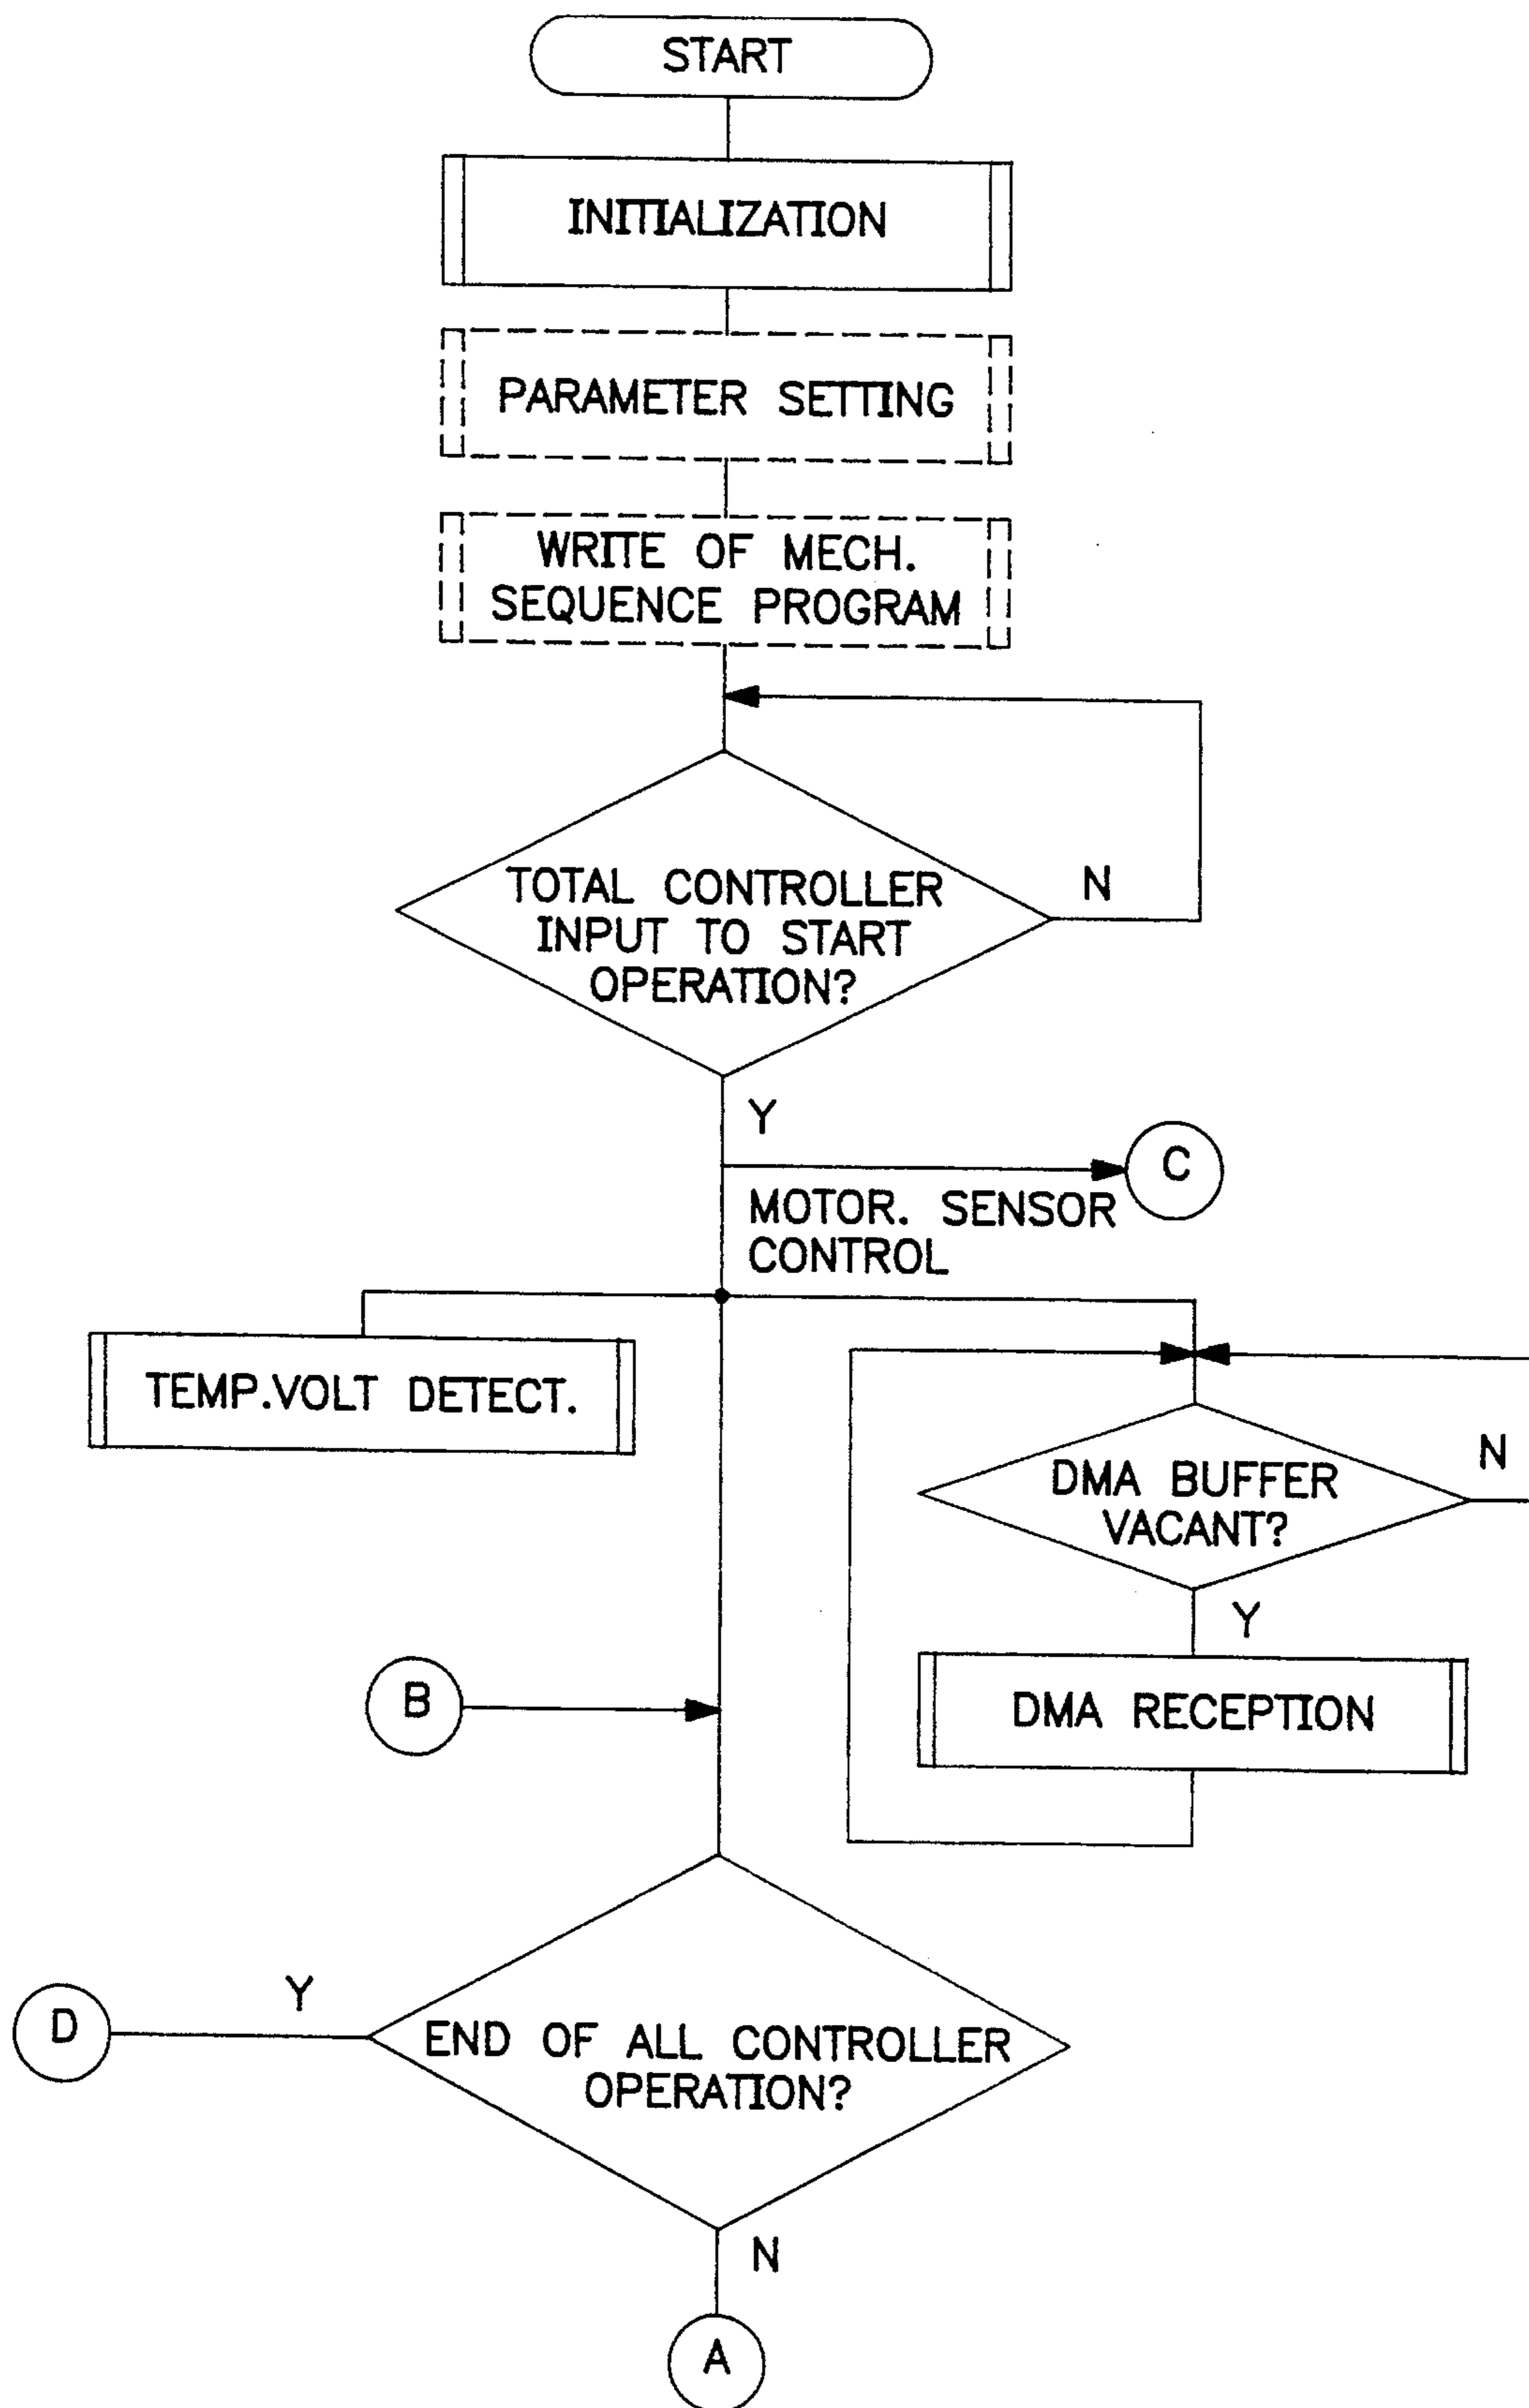 START
INITIALIZATION
PARAMETER SETTING
WRITE OF MECH.
SEQUENCE PROGRAM
TOTAL CONTROLLER
INPUT TO START
OPERATION?
N
Y
C
MOTOR. SENSOR
CONTROL
TEMP.VOLT DETECT.
DMA BUFFER
VACANT?
N
Y
DMA RECEPTION
B
END OF ALL CONTROLLER
OPERATION?
Y
D
N
A